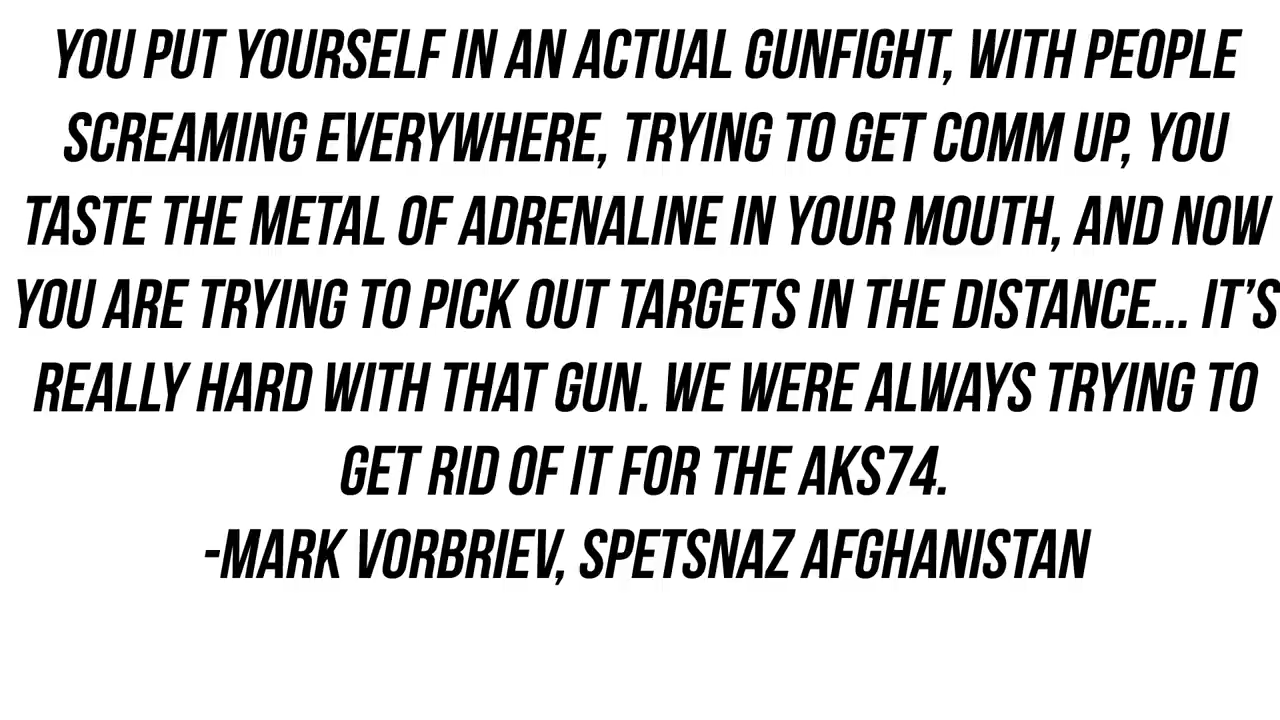 YOU PUT YOURSELF IN AN ACTUAL GUNFIGHT, WITH PEOPLE
SCREAMING EVERYWHERE, TRYING TO GET COMM UP, YOU
TASTE THE METAL OF ADRENALINE IN YOUR MOUTH, AND NOW
YOU ARE TRYING TO PICK OUT TARGETS IN THE DISTANCE... IT'S
REALLY HARD WITH THAT GUN. WE WERE ALWAYS TRYING TO
GET RID OF IT FOR THE AKS74.
-MARK VORBRIEV, SPETSNAZ AFGHANISTAN